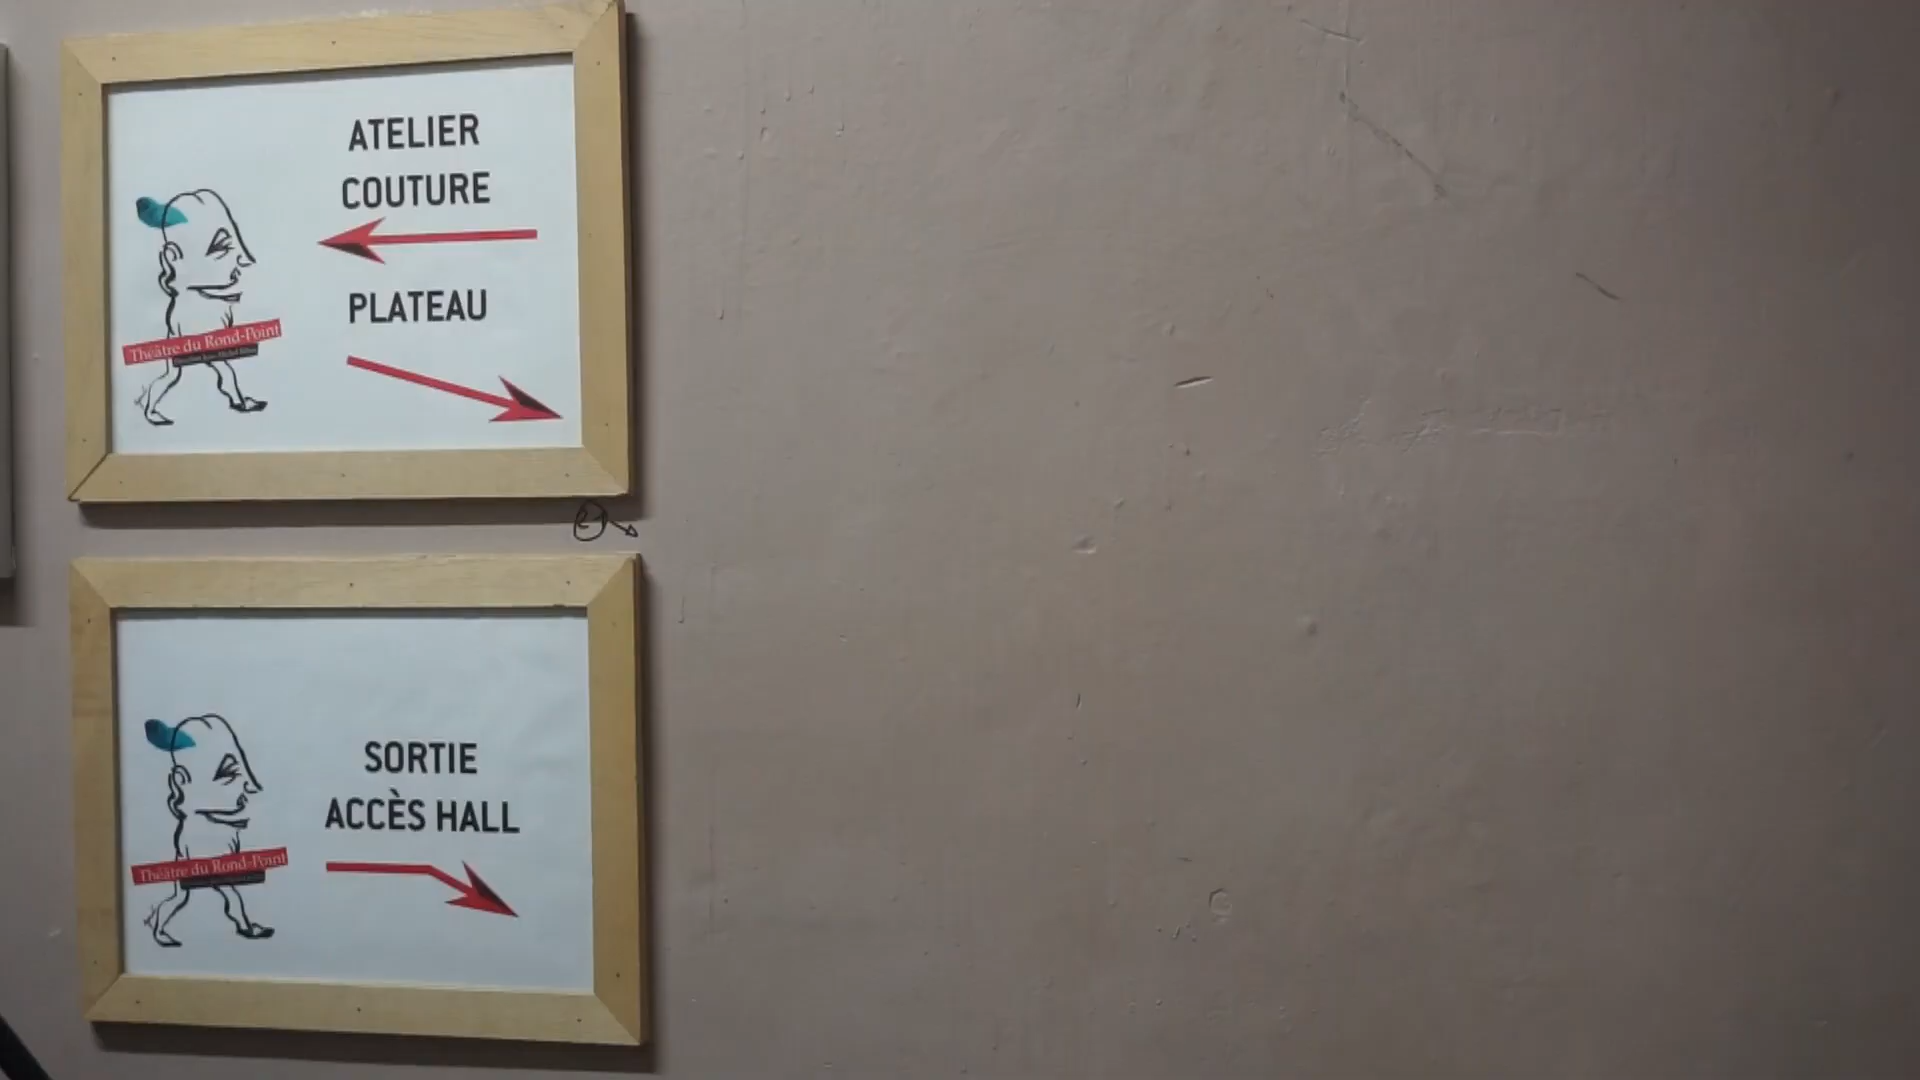 ATELIER
COUTURE
PLATEAU
Théâtre du Rond-Point
SORTIE
ACCÈS HALL
Théâtre du Rond-Point